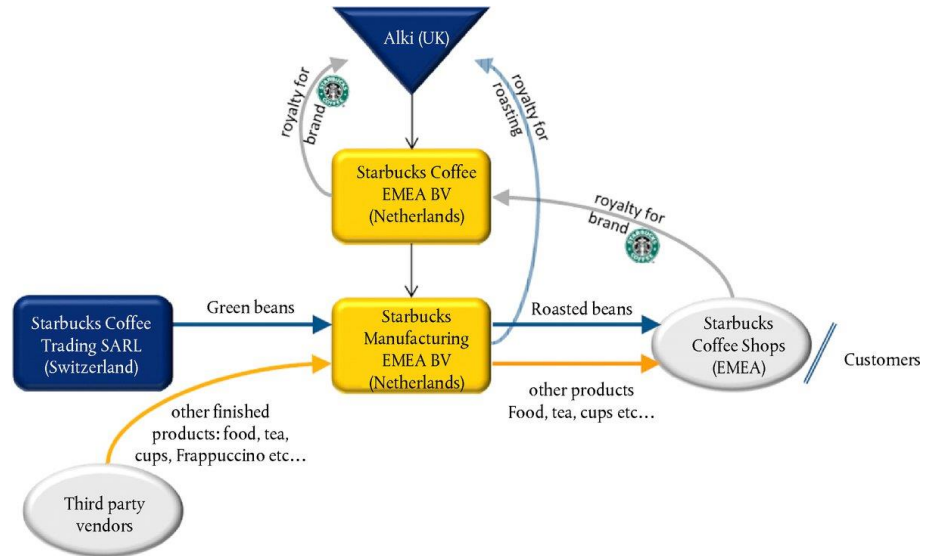 Alki (UK)
royalty for
brand
royalty for
roasting
Starbucks Coffee
EMEA BV
(Netherlands)
royalty for
brand
Starbucks Coffee
Trading SARL
(Switzerland)
Green beans
Starbucks
Manufacturing
EMEA BV
(Netherlands)
Roasted beans
Starbucks
Coffee Shops
(EMEA)
Customers
other finished
products: food, tea,
cups, Frappuccino etc…
other products
Food, tea, cups etc…
Third party
vendors